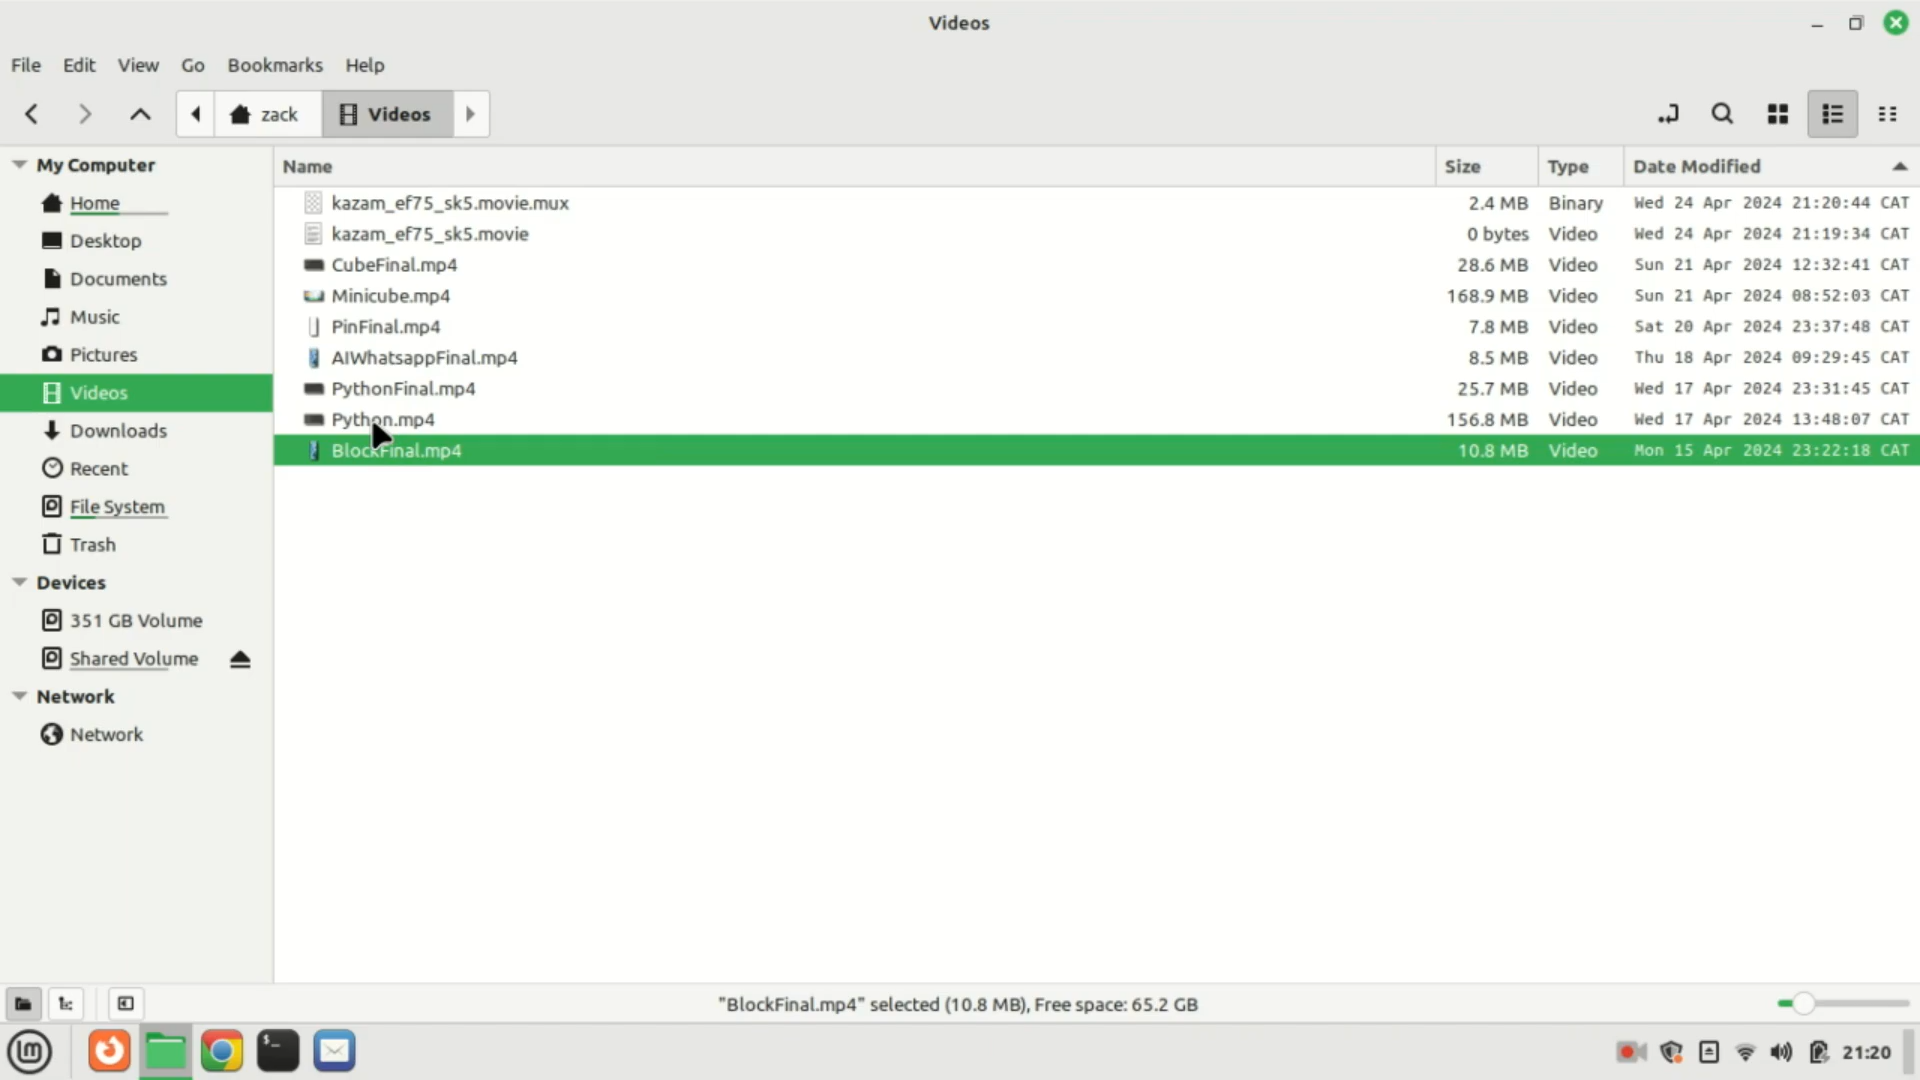 Videos
File Edit View Go Bookmarks Help
zack Videos
My Computer
Home
Desktop
Documents
Music
Pictures
Videos
Downloads
Recent
File System
Trash
Devices
351 GB Volume
Shared Volume
Network
Network
Name Size Type Date Modified
kazam_ef75_sk5.movie.mux 2.4 MB Binary Wed 24 Apr 2024 21:20:44 CAT
kazam_ef75_sk5.movie 0 bytes Video Wed 24 Apr 2024 21:19:34 CAT
CubeFinal.mp4 28.6 MB Video Sun 21 Apr 2024 12:32:41 CAT
Minicube.mp4 168.9 MB Video Sun 21 Apr 2024 08:52:03 CAT
PinFinal.mp4 7.8 MB Video Sat 20 Apr 2024 23:37:48 CAT
AIWhatsappFinal.mp4 8.5 MB Video Thu 18 Apr 2024 09:29:45 CAT
PythonFinal.mp4 25.7 MB Video Wed 17 Apr 2024 23:31:45 CAT
Python.mp4 156.8 MB Video Wed 17 Apr 2024 13:48:07 CAT
BlockFinal.mp4 10.8 MB Video Mon 15 Apr 2024 23:22:18 CAT
"BlockFinal.mp4" selected (10.8 MB), Free space: 65.2 GB
21:20